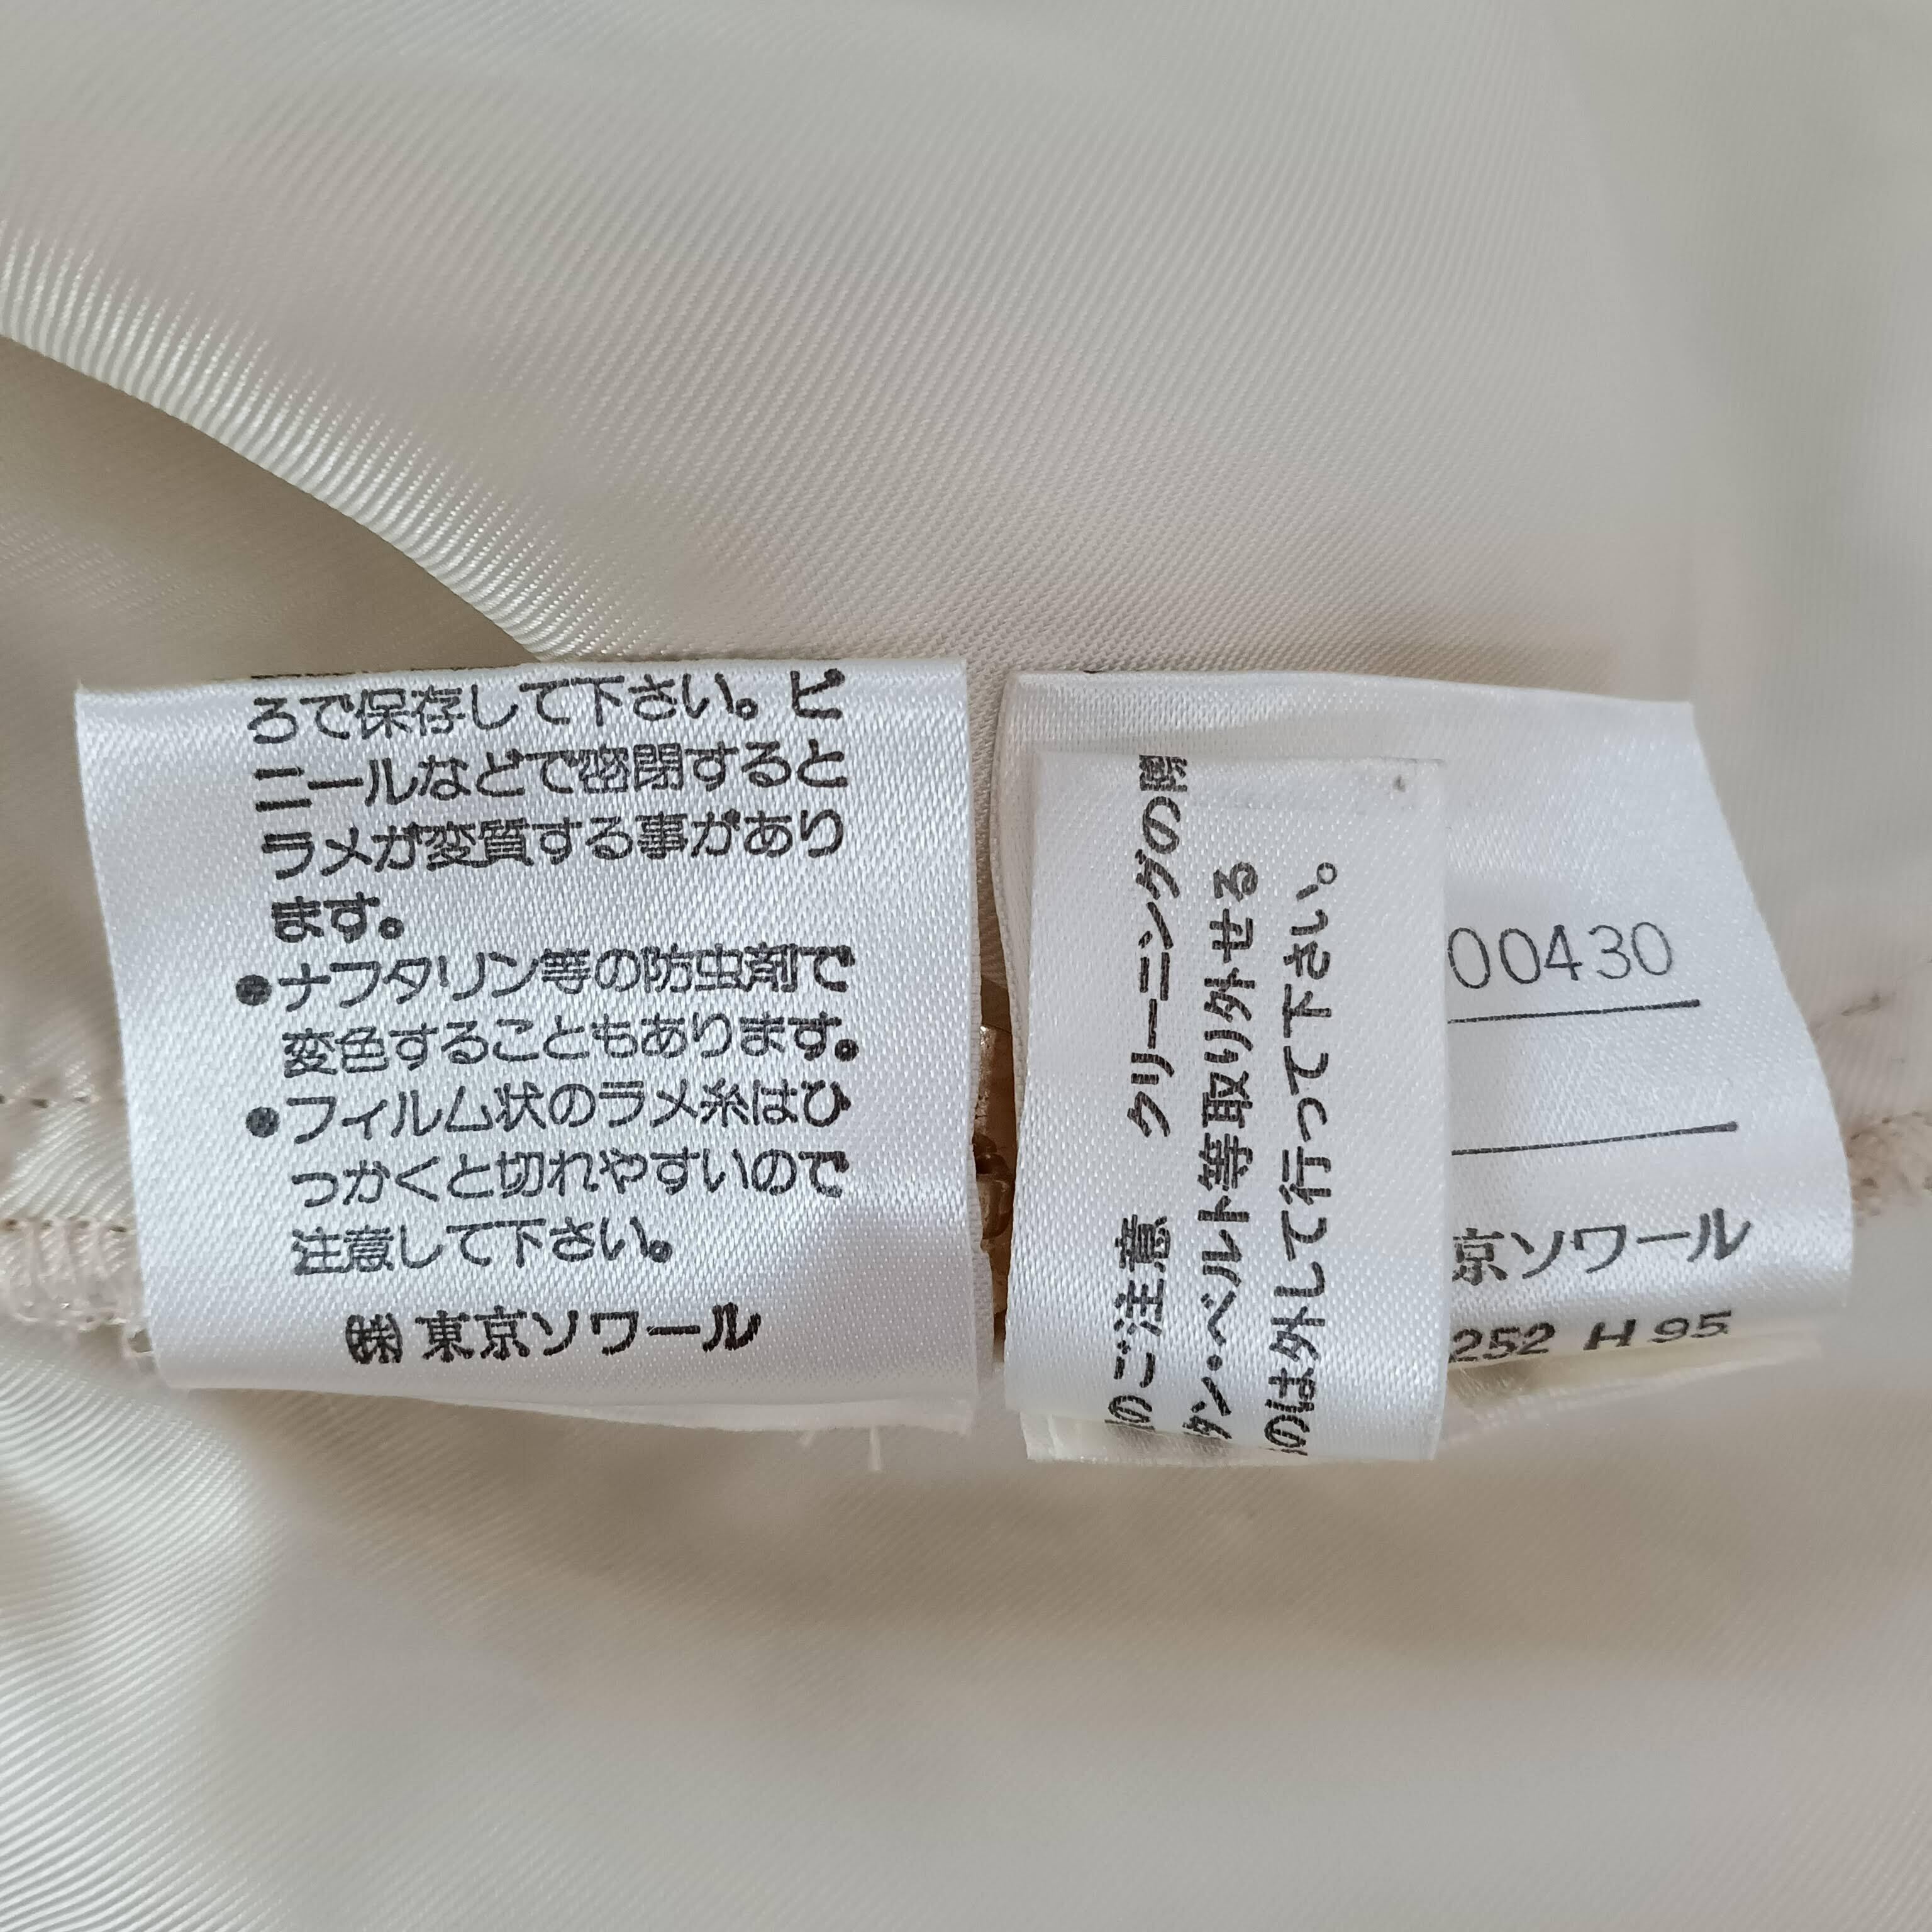 ろで保存して下さい。ビ
ニールなどで密閉すると
ラメが変質する事があり
ます。
●ナフタリン等の防虫剤で
変色することもあります。
●フィルム状のラメ糸はひ
つかくと切れやすいので
注意して下さい。
㈱東京ソワール
のご注意 クリーニングの際
タン・ベルト等取り外せる
のは外して行って下さい。
00430
京ソワール
252 H 95